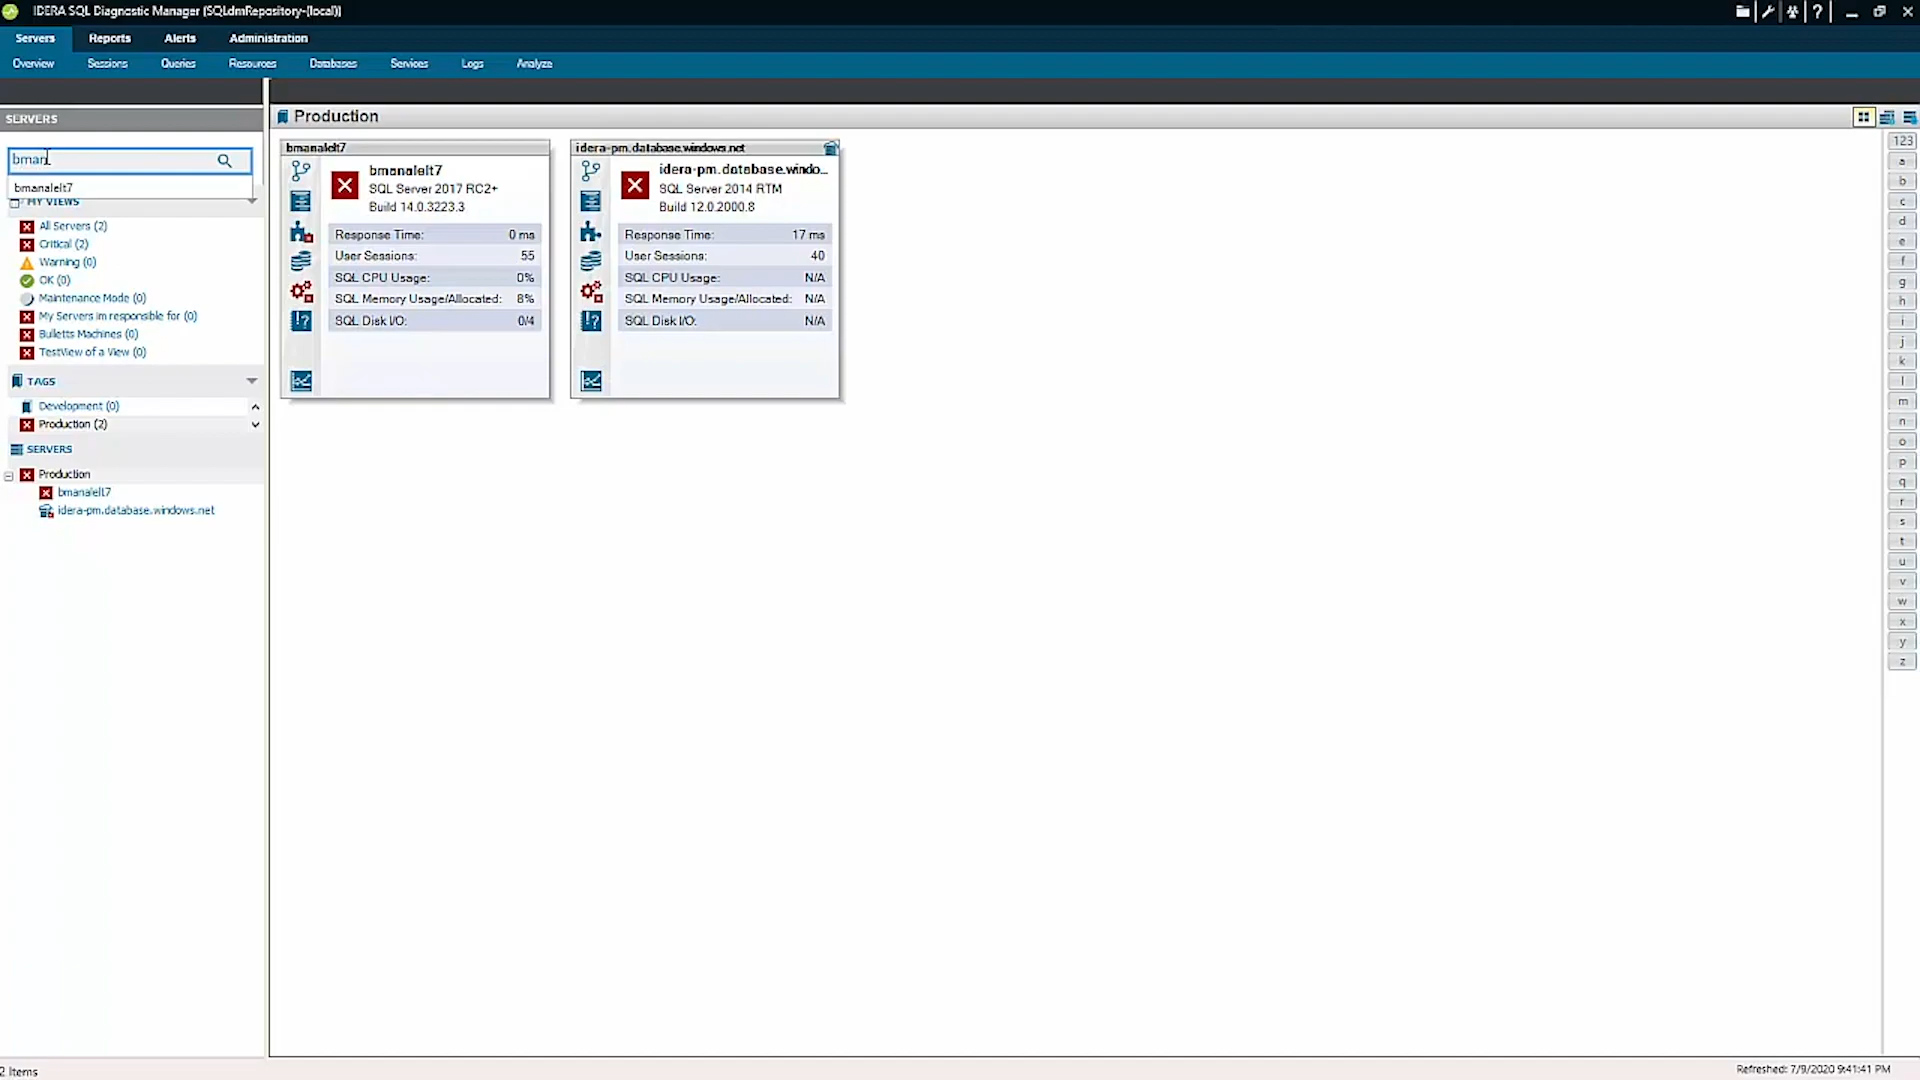 IDERA SQL Diagnostic Manager (SQLdmRepository-(local))
Servers Reports Alerts Administration
Overview Sessions Queries Resources Databases Services Logs Analyze
SERVERS
bman
bmanalelt7
MY VIEWS
All Servers (2)
Critical (2)
Warning (0)
OK (0)
Maintenance Mode (0)
My Servers im responsible for (0)
Bulletts Machines (0)
TestView of a View (0)
TAGS
Development (0)
Production (2)
SERVERS
Production
bmanalelt7
idera-pm.database.windows.net
Production
bmanalelt7
bmanalelt7
SQL Server 2017 RC2+
Build 14.0.3223.3
Response Time: 0 ms
User Sessions: 55
SQL CPU Usage: 0%
SQL Memory Usage/Allocated: 8%
SQL Disk I/O: 0/4
idera-pm.database.windows.net
idera-pm.database.windo...
SQL Server 2014 RTM
Build 12.0.2000.8
Response Time: 17 ms
User Sessions: 40
SQL CPU Usage: N/A
SQL Memory Usage/Allocated: N/A
SQL Disk I/O: N/A
123
a
b
c
d
e
f
g
h
i
j
k
l
m
n
o
p
q
r
s
t
u
v
w
x
y
z
2 Items
Refreshed: 7/9/2020 9:41:41 PM